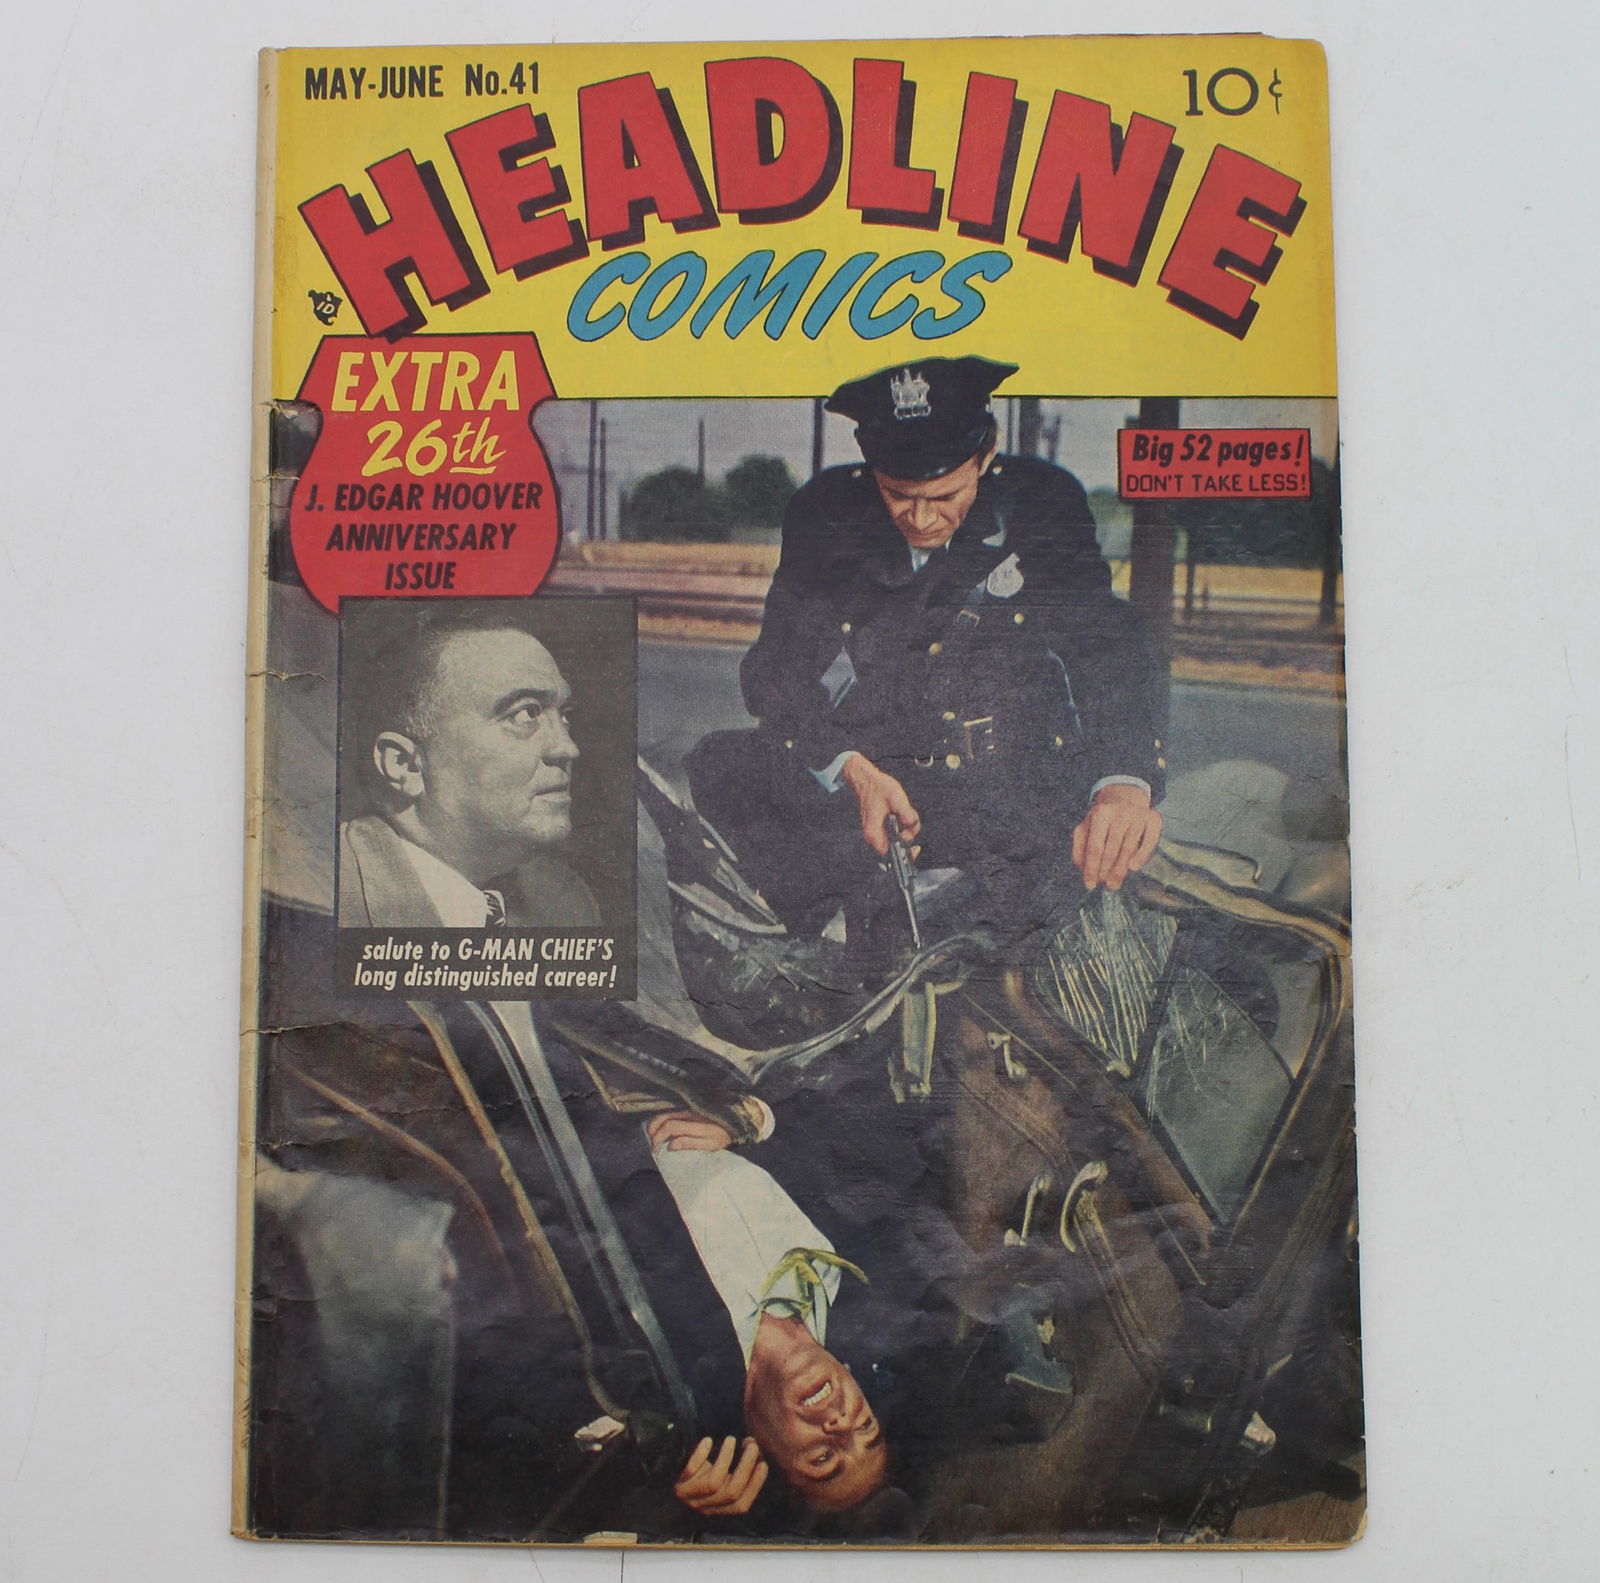 MAY-JUNE No.41
10¢
HEADLINE
COMICS
ID
EXTRA
26th
J. EDGAR HOOVER
ANNIVERSARY
ISSUE
Big 52 pages!
DON'T TAKE LESS!
salute to G-MAN CHIEF'S
long distinguished career!